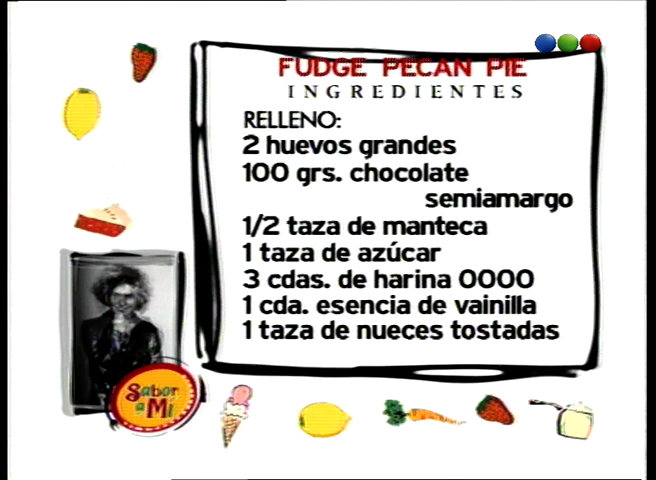 FUDGE PECAN PIE
INGREDIENTES
RELLENO:
2 huevos grandes
100 grs. chocolate
semiamargo
1/2 taza de manteca
1 taza de azúcar
3 cdas. de harina 0000
1 cda. esencia de vainilla
1 taza de nueces tostadas
Sabor
a Mí